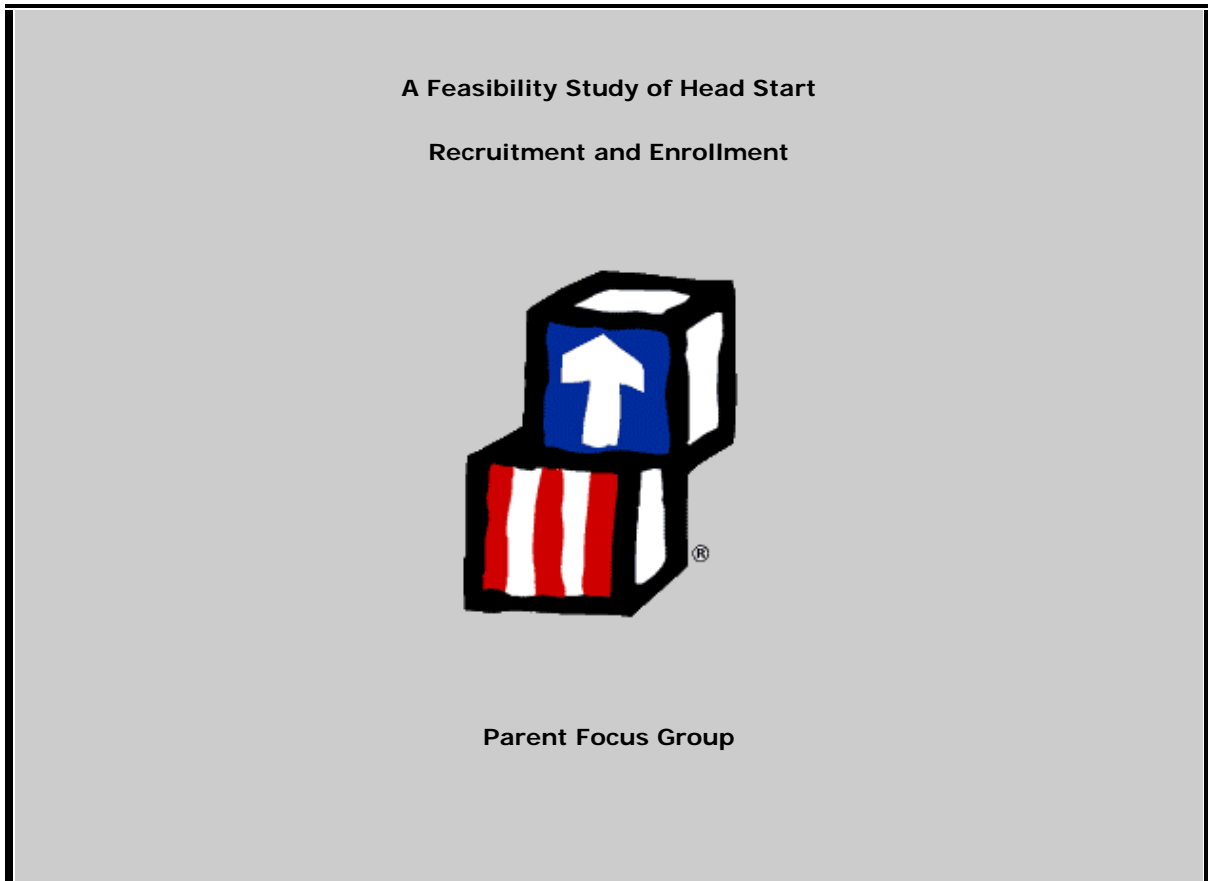 A Feasibility Study of Head Start
Recruitment and Enrollment
®
Parent Focus Group